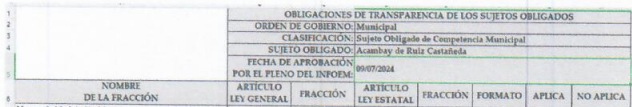 1
2
3
4
5
6
OBLIGACIONES DE TRANSPARENCIA DE LOS SUJETOS OBLIGADOS
ORDEN DE GOBIERNO: Municipal
CLASIFICACIÓN: Sujeto Obligado de Competencia Municipal
SUJETO OBLIGADO: Acambay de Ruíz Castañeda
FECHA DE APROBACIÓN
POR EL PLENO DEL INFOEM: 09/07/2024
NOMBRE
DE LA FRACCIÓN
ARTÍCULO
LEY GENERAL
FRACCIÓN
ARTÍCULO
LEY ESTATAL
FRACCIÓN
FORMATO
APLICA
NO APLICA